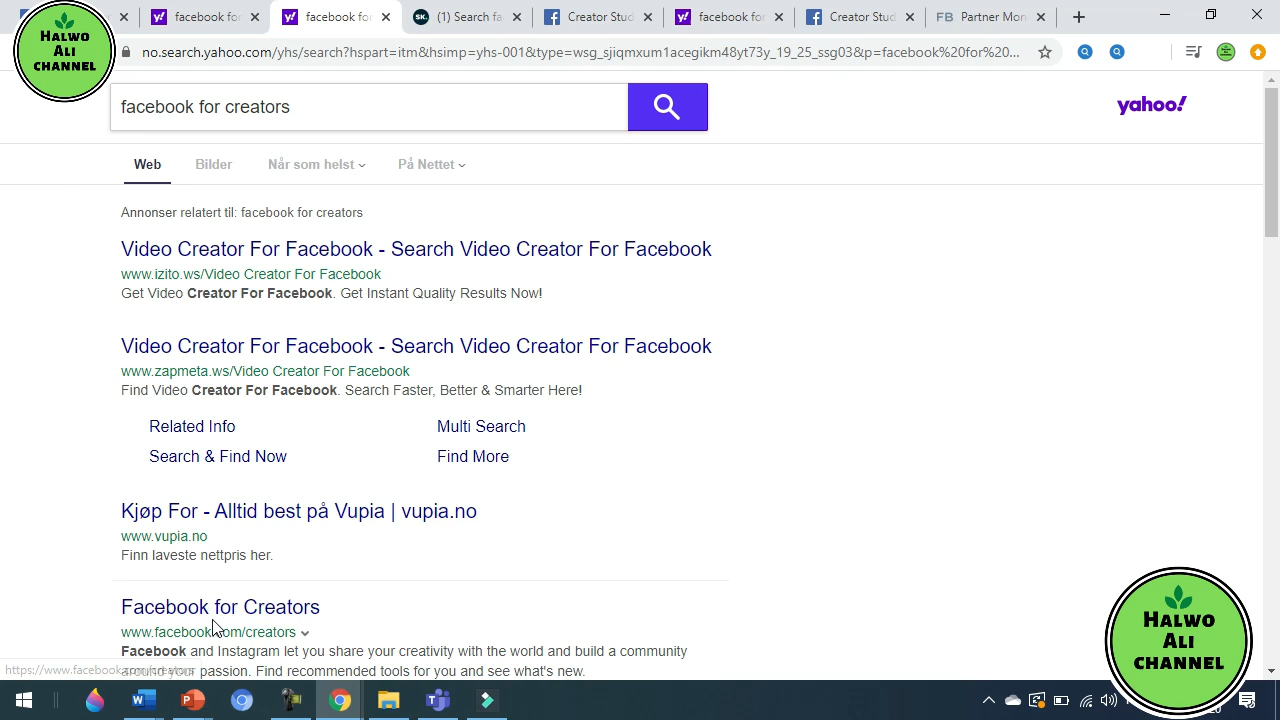 facebook for
facebook for
(1) Search fa
Creator Stud
facebook for
Creator Stud
FB Partner Mon
no.search.yahoo.com/yhs/search?hspart=itm&hsimp=yhs-001&type=wsg_sjiqmxum1acegikm48yt73y_19_25_ssg03&p=facebook%20for%20...
HALWO
ALI
CHANNEL
facebook for creators
yahoo!
Web
Bilder
Når som helst
På Nettet
Annonser relatert til: facebook for creators
Video Creator For Facebook - Search Video Creator For Facebook
www.izito.ws/Video Creator For Facebook
Get Video Creator For Facebook. Get Instant Quality Results Now!
Video Creator For Facebook - Search Video Creator For Facebook
www.zapmeta.ws/Video Creator For Facebook
Find Video Creator For Facebook. Search Faster, Better & Smarter Here!
Related Info
Multi Search
Search & Find Now
Find More
Kjøp For - Alltid best på Vupia | vupia.no
www.vupia.no
Finn laveste nettpris her.
Facebook for Creators
www.facebook.com/creators
Facebook and Instagram let you share your creativity with the world and build a community
around your passion. Find recommended tools for you and see what's new.
HALWO
ALI
CHANNEL